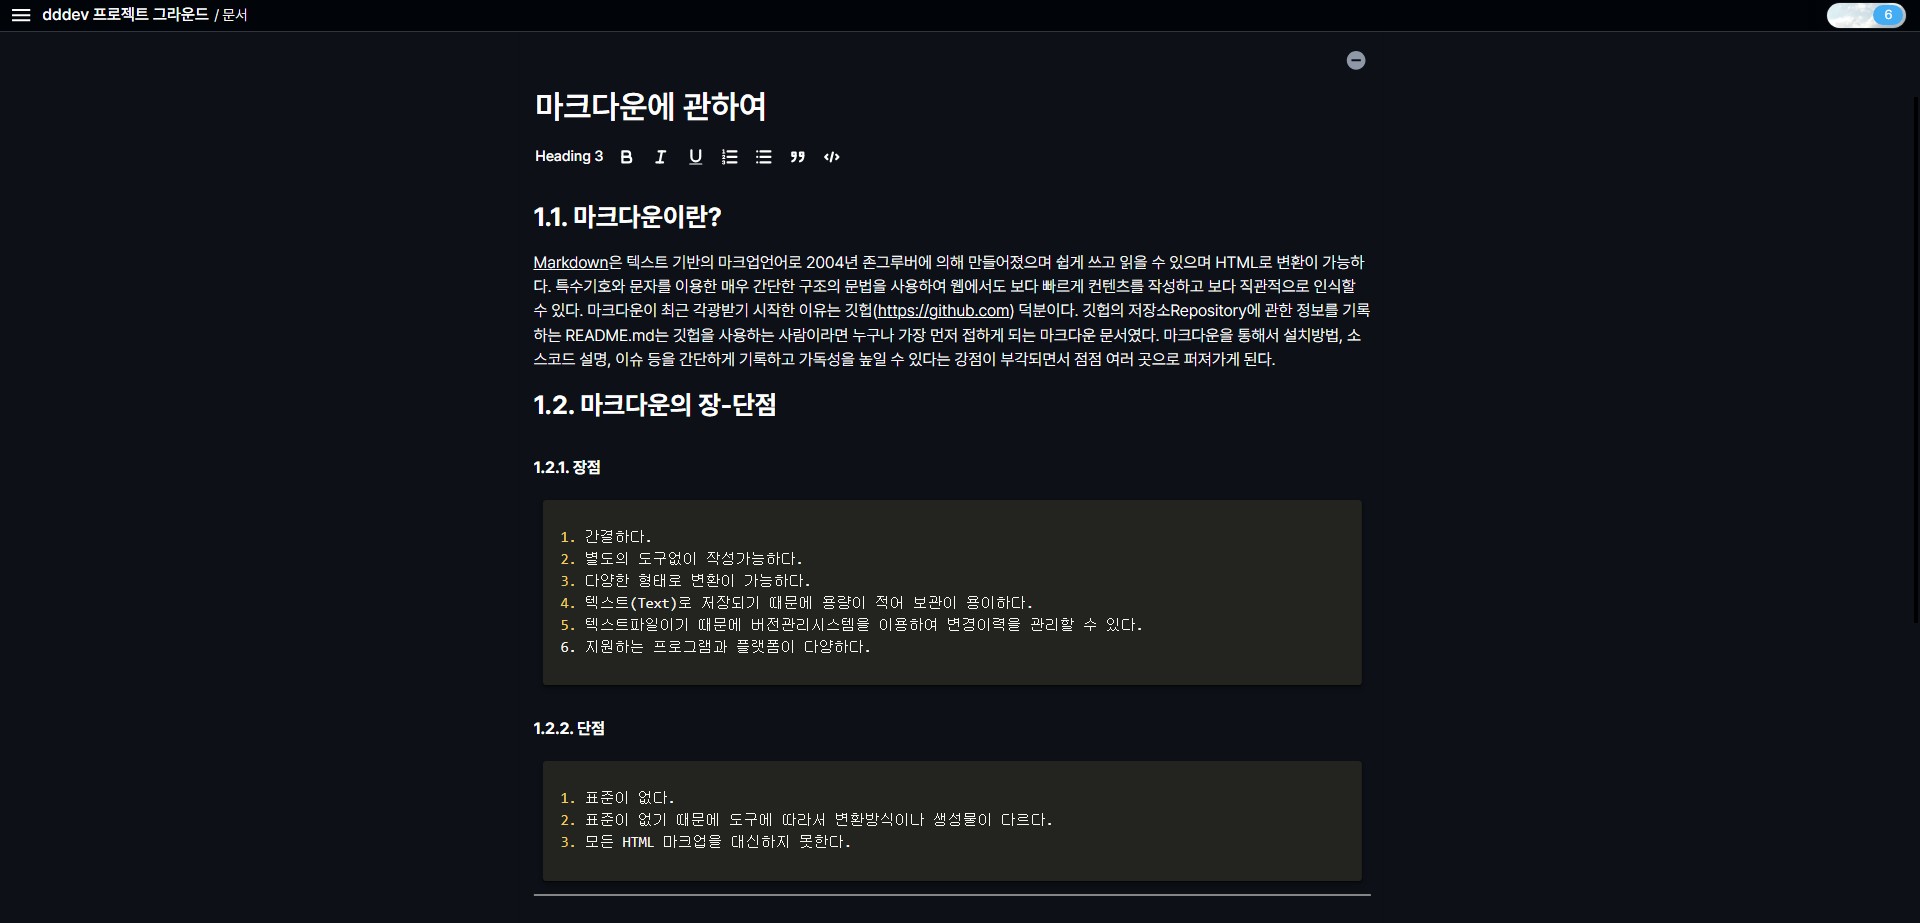 dddev 프로젝트 그라운드 / 문서
6
마크다운에 관하여
Heading 3
1.1. 마크다운이란?
Markdown은 텍스트 기반의 마크업언어로 2004년 존그루버에 의해 만들어졌으며 쉽게 쓰고 읽을 수 있으며 HTML로 변환이 가능하
다. 특수기호와 문자를 이용한 매우 간단한 구조의 문법을 사용하여 웹에서도 보다 빠르게 컨텐츠를 작성하고 보다 직관적으로 인식할
수 있다. 마크다운이 최근 각광받기 시작한 이유는 깃헙(https://github.com) 덕분이다. 깃헙의 저장소Repository에 관한 정보를 기록
하는 README.md는 깃헙을 사용하는 사람이라면 누구나 가장 먼저 접하게 되는 마크다운 문서였다. 마크다운을 통해서 설치방법, 소
스코드 설명, 이슈 등을 간단하게 기록하고 가독성을 높일 수 있다는 강점이 부각되면서 점점 여러 곳으로 퍼져가게 된다.
1.2. 마크다운의 장-단점
1.2.1. 장점
1. 간결하다.
2. 별도의 도구없이 작성가능하다.
3. 다양한 형태로 변환이 가능하다.
4. 텍스트(Text)로 저장되기 때문에 용량이 적어 보관이 용이하다.
5. 텍스트파일이기 때문에 버전관리시스템을 이용하여 변경이력을 관리할 수 있다.
6. 지원하는 프로그램과 플랫폼이 다양하다.
1.2.2. 단점
1. 표준이 없다.
2. 표준이 없기 때문에 도구에 따라서 변환방식이나 생성물이 다르다.
3. 모든 HTML 마크업을 대신하지 못한다.